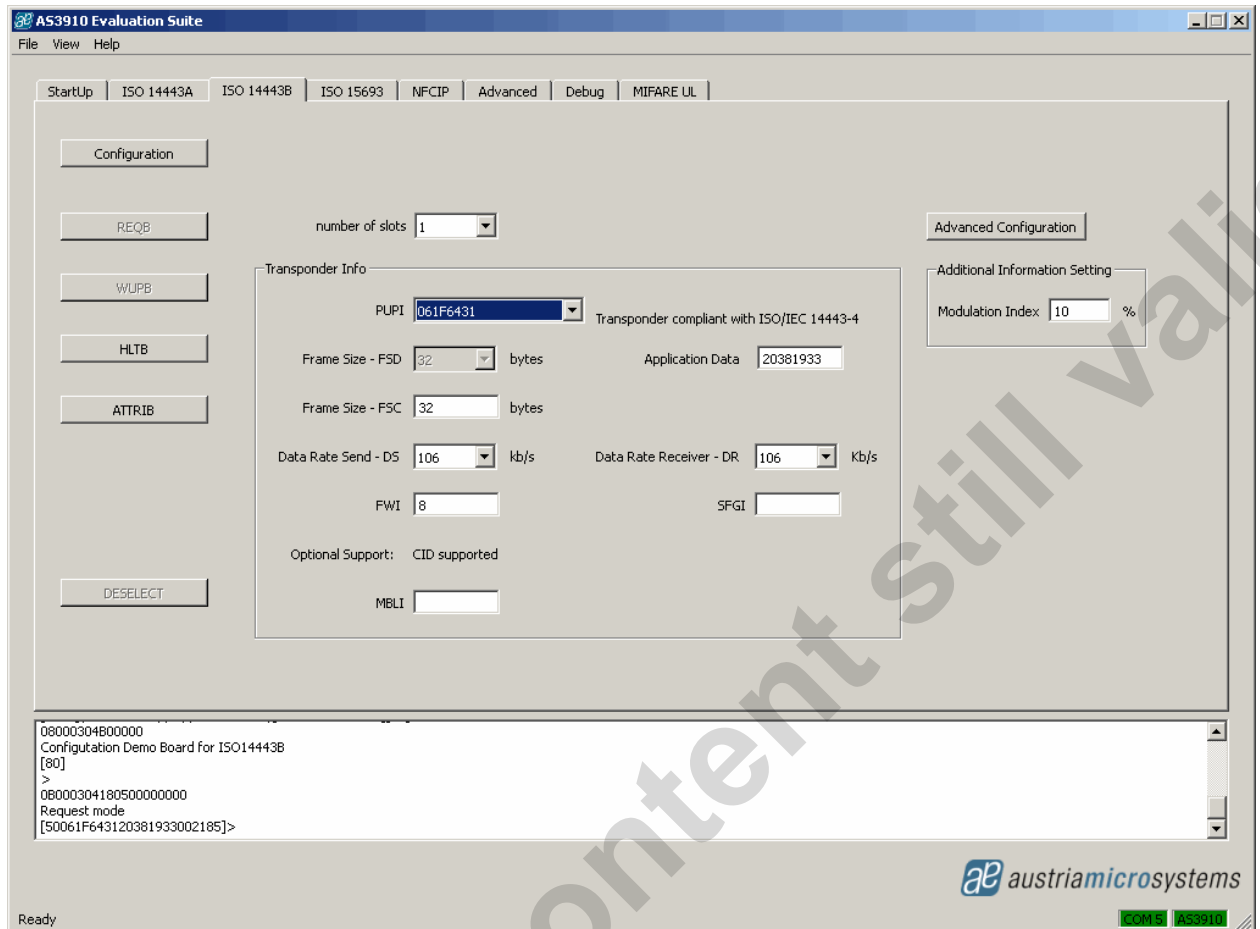 AS3910 Evaluation Suite
File View Help
StartUp ISO 14443A ISO 14443B ISO 15693 NFCIP Advanced Debug MIFARE UL
Configuration
REQB
number of slots 1
Advanced Configuration
Transponder Info
Additional Information Setting
WUPB
PUPI 061F6431
Transponder compliant with ISO/IEC 14443-4
Modulation Index 10 %
HLTB
Frame Size - FSD 32 bytes
Application Data 20381933
ATTRIB
Frame Size - FSC 32 bytes
Data Rate Send - DS 106 kb/s
Data Rate Receiver - DR 106 Kb/s
FWI 8
SFGI
Optional Support: CID supported
DESELECT
MBLI
08000304B00000
Configutation Demo Board for ISO14443B
[80]
>
0B000304180500000000
Request mode
[50061F643120381933002185]>
austriamicrosystems
Ready
COM 5 AS3910
ontent still valid